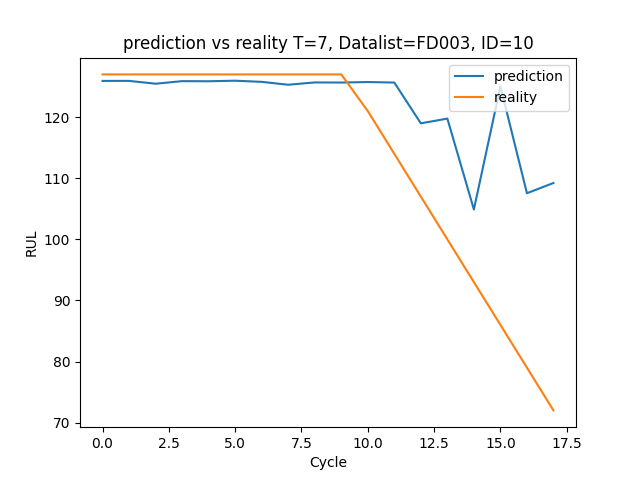 prediction vs reality T=7, Datalist=FD003, ID=10
prediction
reality
120
110
100
90
80
70
RUL
0.0 2.5 5.0 7.5 10.0 12.5 15.0 17.5
Cycle